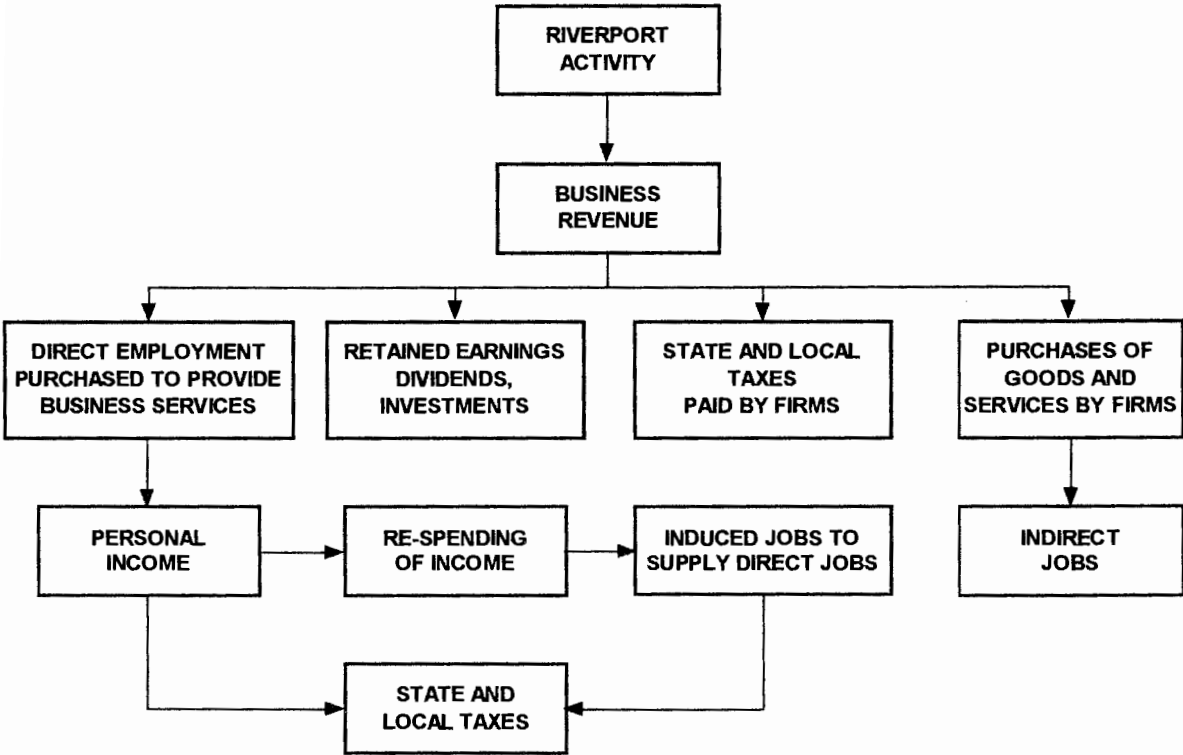 RIVERPORT
ACTIVITY
BUSINESS
REVENUE
DIRECT EMPLOYMENT
PURCHASED TO PROVIDE
BUSINESS SERVICES
RETAINED EARNINGS
DIVIDENDS,
INVESTMENTS
STATE AND LOCAL
TAXES
PAID BY FIRMS
PURCHASES OF
GOODS AND
SERVICES BY FIRMS
PERSONAL
INCOME
RE-SPENDING
OF INCOME
INDUCED JOBS TO
SUPPLY DIRECT JOBS
INDIRECT
JOBS
STATE AND
LOCAL TAXES